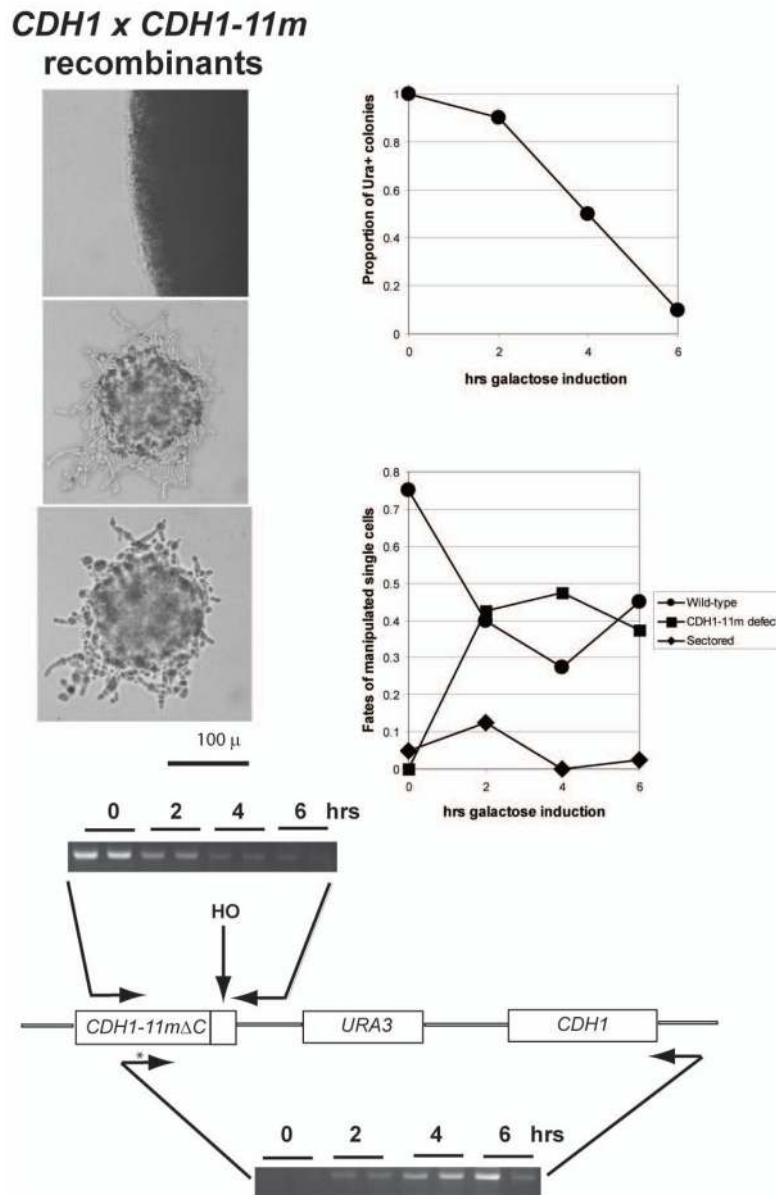 CDH1 x CDH1-11m
recombinants
1
0.8
0.6
0.4
0.2
0
0 2 4 6
Proportion of Ura+ colonies
hrs galactose induction
0.8
0.7
0.6
0.5
0.4
0.3
0.2
0.1
0
0 2 4 6
Fates of manipulated single cells
hrs galactose induction
Wild-type
CDH1-11m defect
Sectored
100 μ
0 2 4 6 hrs
HO
CDH1-11mΔC URA3 CDH1
*
0 2 4 6 hrs